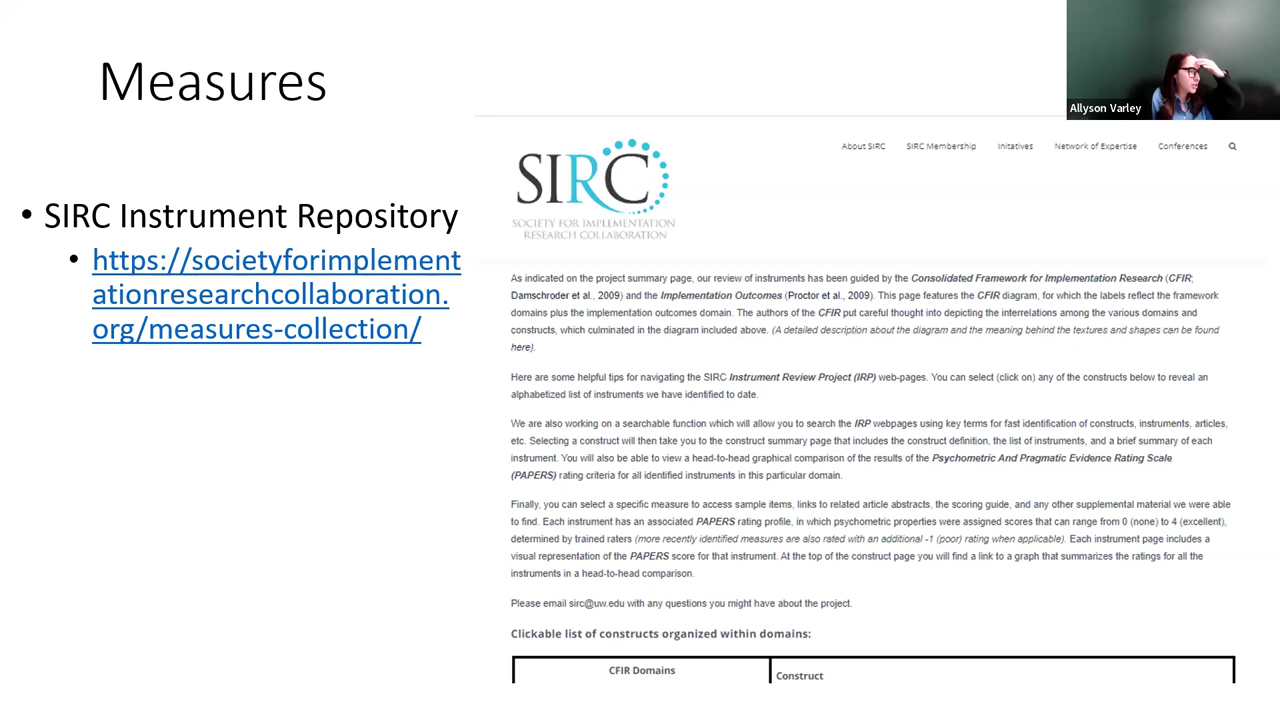 Measures
Allyson Varley
• SIRC Instrument Repository
• https://societyforimplement
ationresearchcollaboration.
org/measures-collection/
SIRC
SOCIETY FOR IMPLEMENTATION
RESEARCH COLLABORATION
About SIRC SIRC Membership Initatives Network of Expertise Conferences
As indicated on the project summary page, our review of instruments has been guided by the Consolidated Framework for Implementation Research (CFIR;
Damschroder et al., 2009) and the Implementation Outcomes (Proctor et al., 2009). This page features the CFIR diagram, for which the labels reflect the framework
domains plus the implementation outcomes domain. The authors of the CFIR put careful thought into depicting the interrelations among the various domains and
constructs, which culminated in the diagram included above. (A detailed description about the diagram and the meaning behind the textures and shapes can be found
here).
Here are some helpful tips for navigating the SIRC Instrument Review Project (IRP) web-pages. You can select (click on) any of the constructs below to reveal an
alphabetized list of instruments we have identified to date.
We are also working on a searchable function which will allow you to search the IRP webpages using key terms for fast identification of constructs, instruments, articles,
etc. Selecting a construct will then take you to the construct summary page that includes the construct definition, the list of instruments, and a brief summary of each
instrument. You will also be able to view a head-to-head graphical comparison of the results of the Psychometric And Pragmatic Evidence Rating Scale
(PAPERS) rating criteria for all identified instruments in this particular domain.
Finally, you can select a specific measure to access sample items, links to related article abstracts, the scoring guide, and any other supplemental material we were able
to find. Each instrument has an associated PAPERS rating profile, in which psychometric properties were assigned scores that can range from 0 (none) to 4 (excellent),
determined by trained raters (more recently identified measures are also rated with an additional -1 (poor) rating when applicable). Each instrument page includes a
visual representation of the PAPERS score for that instrument. At the top of the construct page you will find a link to a graph that summarizes the ratings for all the
instruments in a head-to-head comparison.
Please email sirc@uw.edu with any questions you might have about the project.
Clickable list of constructs organized within domains:
CFIR Domains
Construct